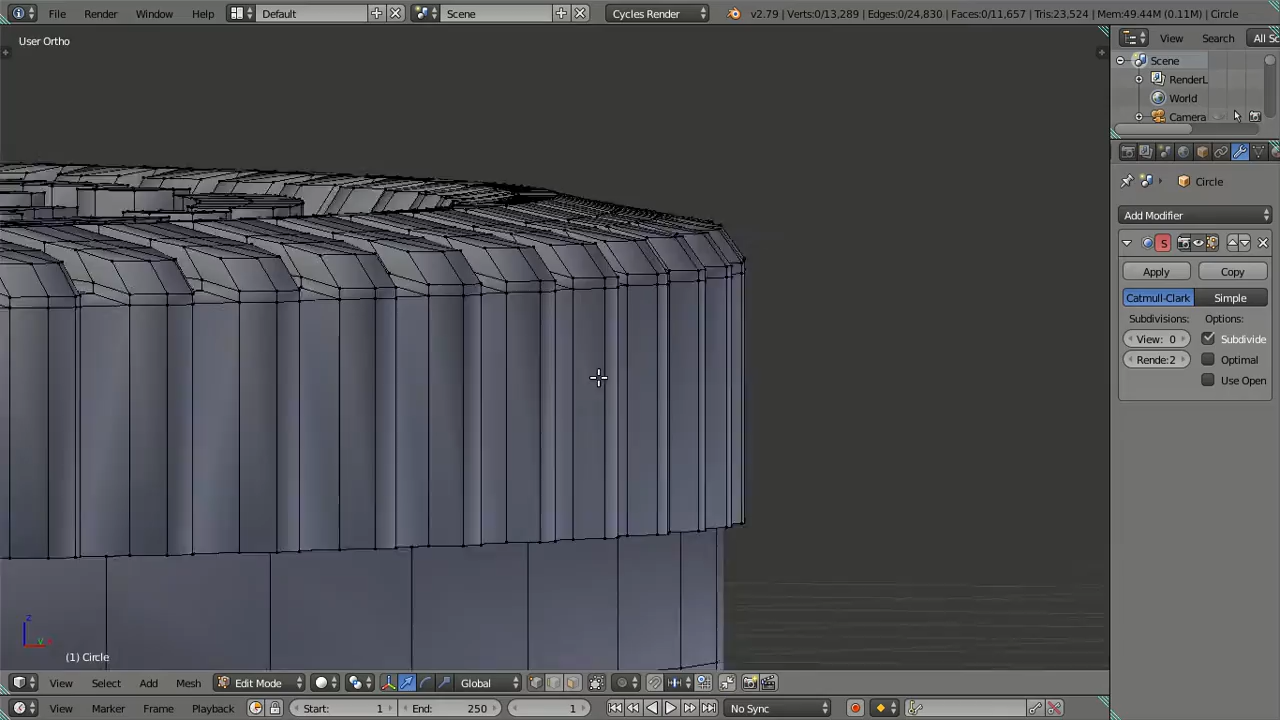 File Render Window Help Default Scene Cycles Render v2.79 | Verts:0/13,289 | Edges:0/24,830 | Faces:0/11,657 | Tris:23,524 | Mem:49.44M (0.11M) | Circle
User Ortho
View Search All Sc
Scene
RenderL
World
Camera
Circle
Add Modifier
S
Apply Copy
Catmull-Clark Simple
Subdivisions: Options:
View: 0 Subdivide
Rende:2 Optimal
Use Open
z
y
(1) Circle
View Select Add Mesh Edit Mode Global
View Marker Frame Playback Start: 1 End: 250 1 No Sync